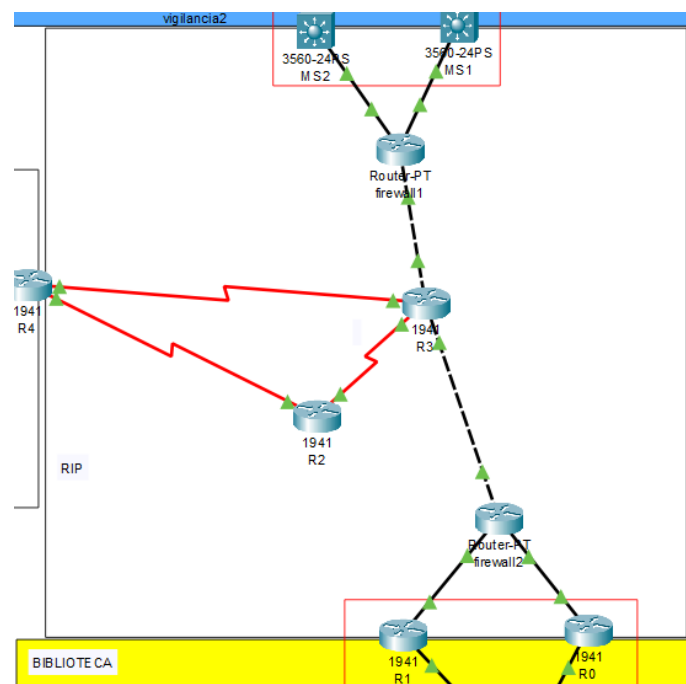 vigilancia2
3560-24PS
MS2
3560-24PS
MS1
Router-PT
firewall1
1941
R4
1941
R3
1941
R2
RIP
Router-PT
firewall2
BIBLIOTECA
1941
R1
1941
R0